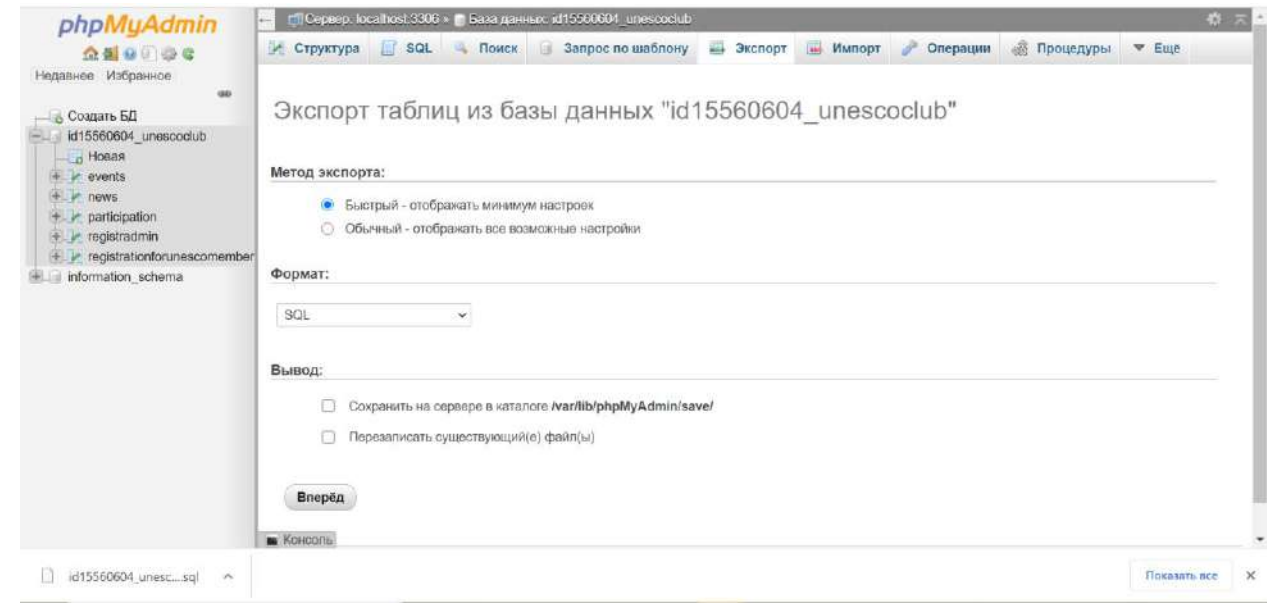 phpMyAdmin
Недавнее Избранное
Создать БД
id15560604_unescoclub
Новая
events
news
participation
registradmin
registrationforunescomember
information_schema
← Сервер: localhost:3306 » База данных: id15560604_unescoclub
Структура SQL Поиск Запрос по шаблону Экспорт Импорт Операции Процедуры Ещё
Экспорт таблиц из базы данных "id15560604_unescoclub"
Метод экспорта:
Быстрый - отображать минимум настроек
Обычный - отображать все возможные настройки
Формат:
SQL
Вывод:
Сохранить на сервере в каталоге /var/lib/phpMyAdmin/save/
Перезаписать существующий(е) файл(ы)
Вперёд
Консоль
id15560604_unesc....sql
Показать все